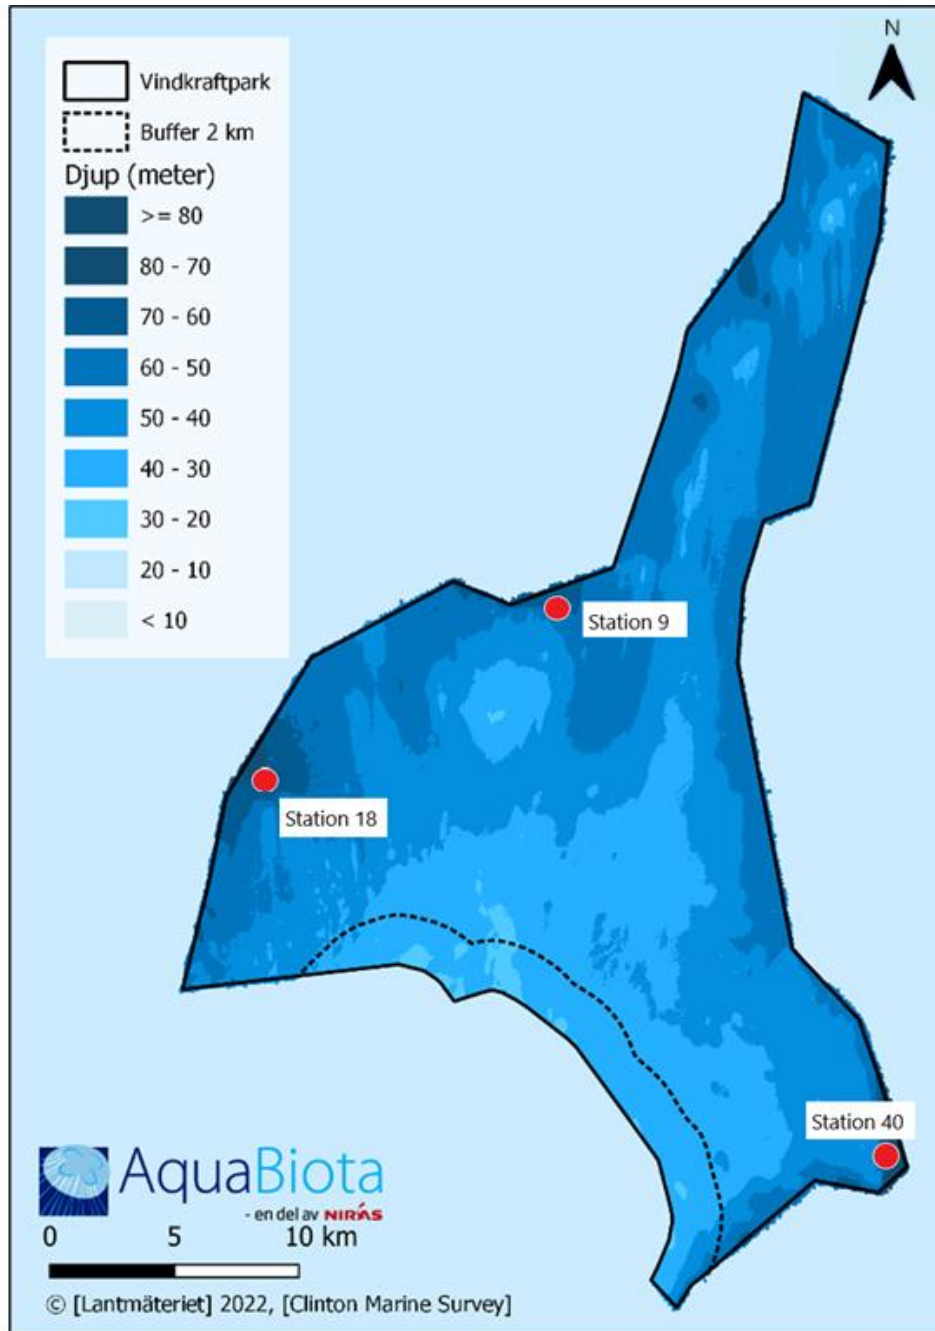 N
Vindkraftpark
Buffer 2 km
Djup (meter)
>= 80
80 - 70
70 - 60
60 - 50
50 - 40
40 - 30
30 - 20
20 - 10
< 10
Station 9
Station 18
Station 40
AquaBiota
- en del av NIRÁS
0 5 10 km
© [Lantmäteriet] 2022, [Clinton Marine Survey]